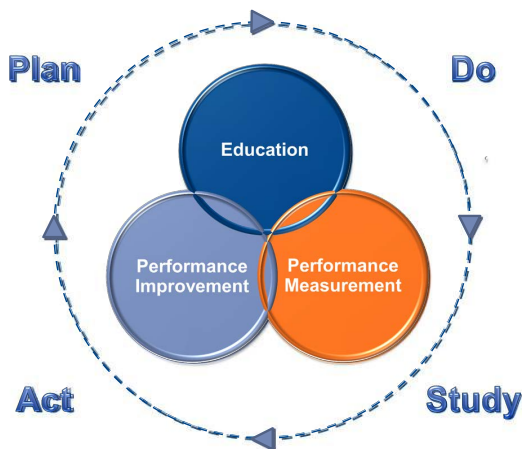 Plan
Do
Education
Performance
Improvement
Performance
Measurement
Act
Study